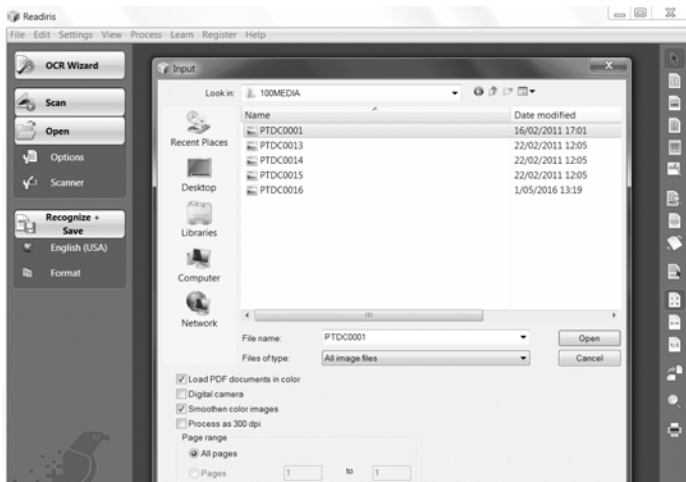 Readiris
File Edit Settings View Process Learn Register Help
OCR Wizard
Scan
Open
Options
Scanner
Recognize +
Save
English (USA)
Format
Input
Look in: 100MEDIA
Name Date modified
PTDC0001 16/02/2011 17:01
PTDC0013 22/02/2011 12:05
PTDC0014 22/02/2011 12:05
PTDC0015 22/02/2011 12:05
PTDC0016 1/05/2016 13:19
Recent Places
Desktop
Libraries
Computer
Network
File name: PTDC0001 Open
Files of type: All image files Cancel
Load PDF documents in color
Digital camera
Smoothen color images
Process as 300 dpi
Page range
All pages
Pages 1 to 1